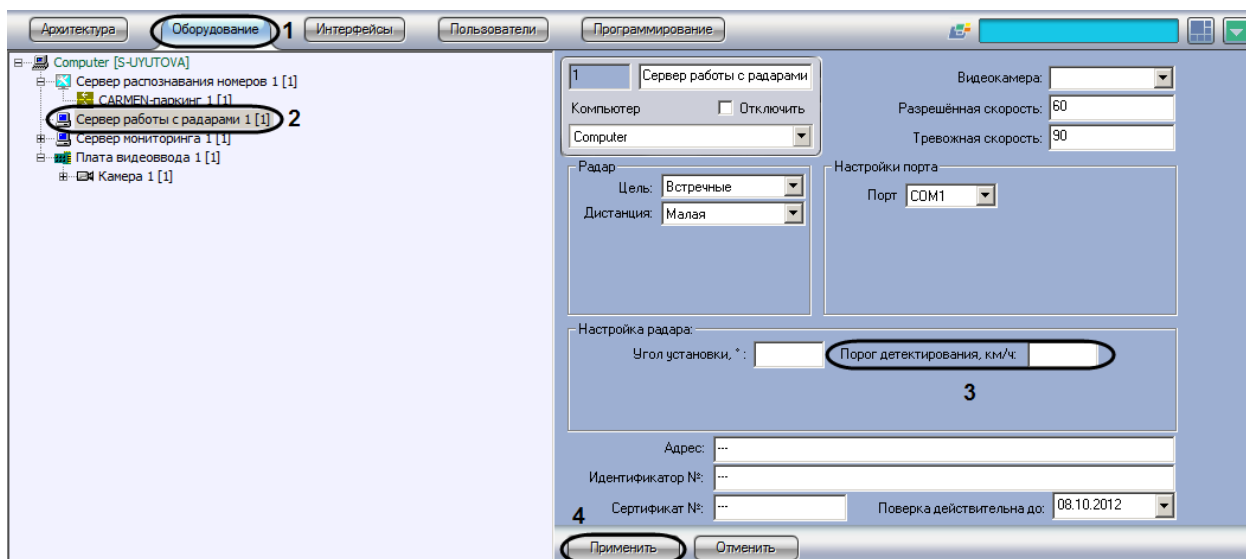 Архитектура Оборудование 1 Интерфейсы Пользователи Программирование
Computer [S-UYUTOVA]
Сервер распознавания номеров 1 [1]
CARMEN-паркинг 1 [1]
Сервер работы с радарами 1 [1] 2
Сервер мониторинга 1 [1]
Плата видеоввода 1 [1]
Камера 1 [1]
1 Сервер работы с радарами
Компьютер Отключить
Computer
Видеокамера:
Разрешённая скорость: 60
Тревожная скорость: 90
Радар
Цель: Встречные
Дистанция: Малая
Настройки порта
Порт COM1
Настройка радара:
Угол установки, ° : Порог детектирования, км/ч:
3
Адрес: ---
Идентификатор №: ---
Сертификат №: --- Поверка действительна до: 08.10.2012
4
Применить Отменить